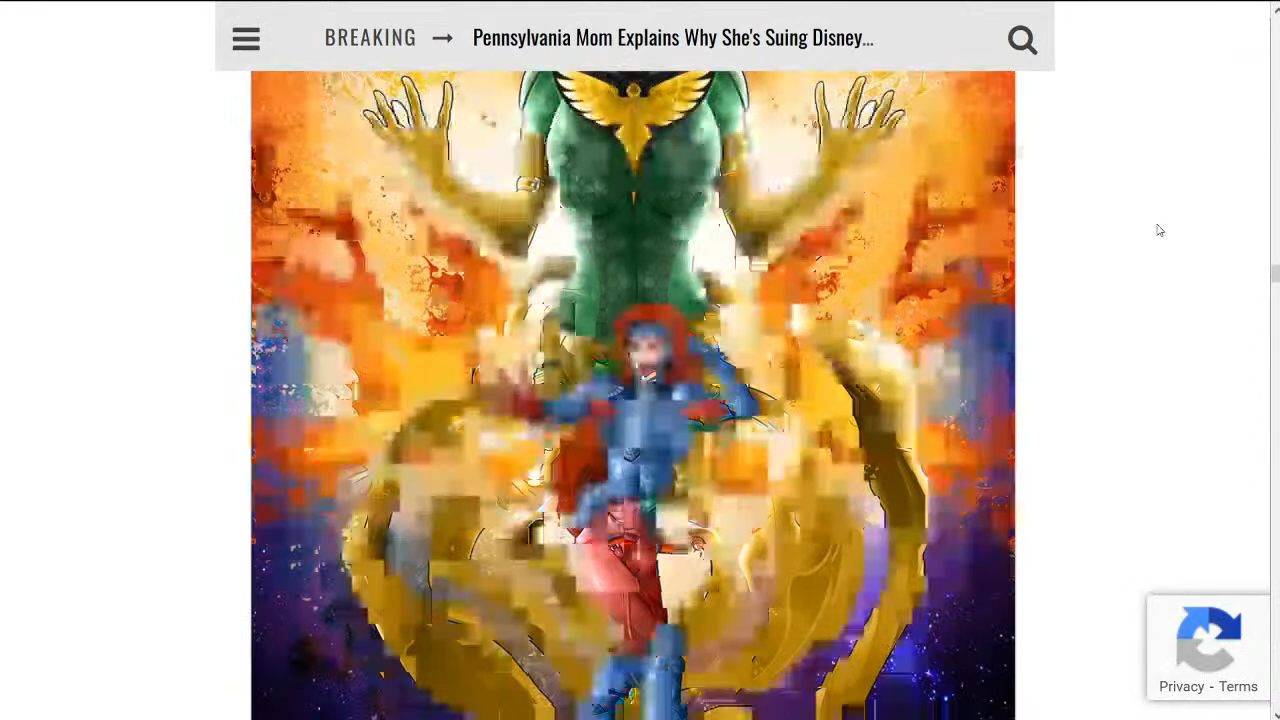 BREAKING → Pennsylvania Mom Explains Why She's Suing Disney...
Privacy - Terms